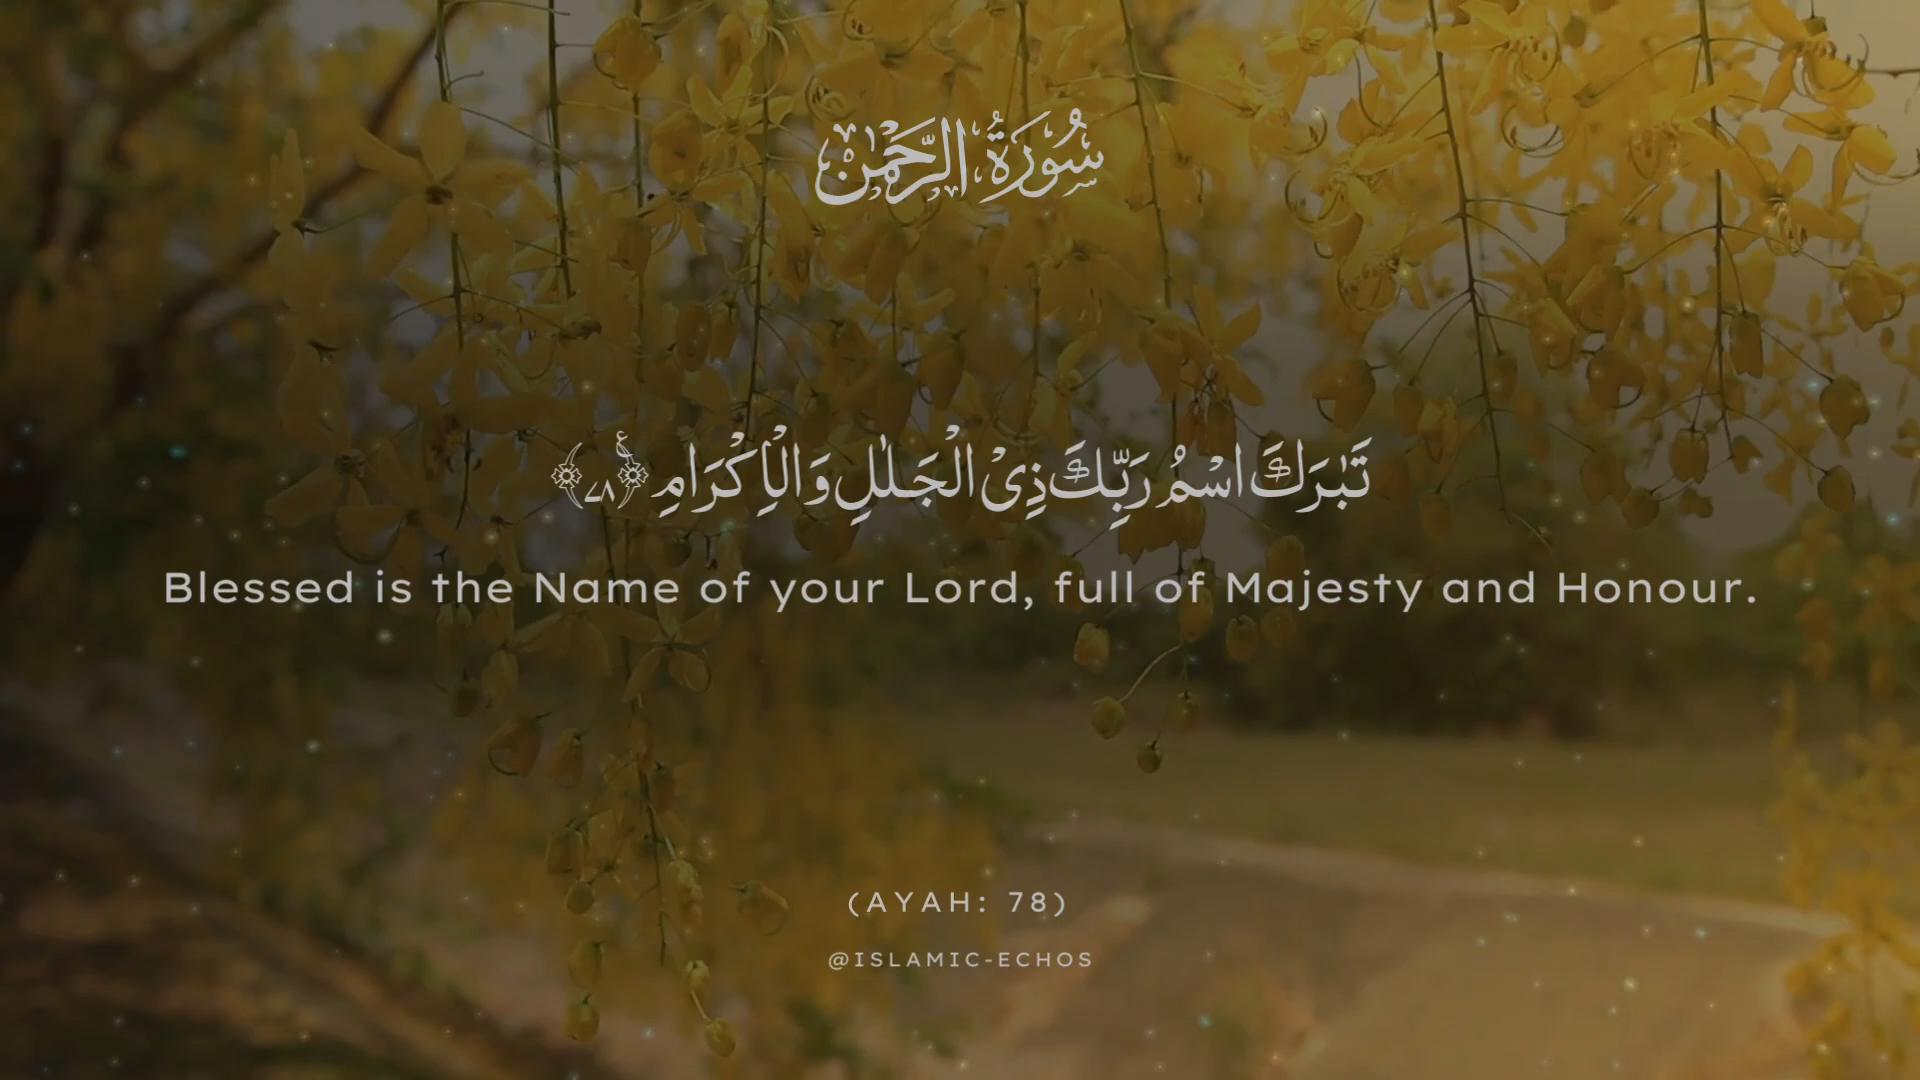 سُورَةُ الرَّحْمٰن
تَبٰرَكَ اسْمُ رَبِّكَ ذِى الْجَلٰلِ وَالْاِكْرَامِ ﴿۷۸﴾ع
Blessed is the Name of your Lord, full of Majesty and Honour.
(AYAH: 78)
@ISLAMIC-ECHOS